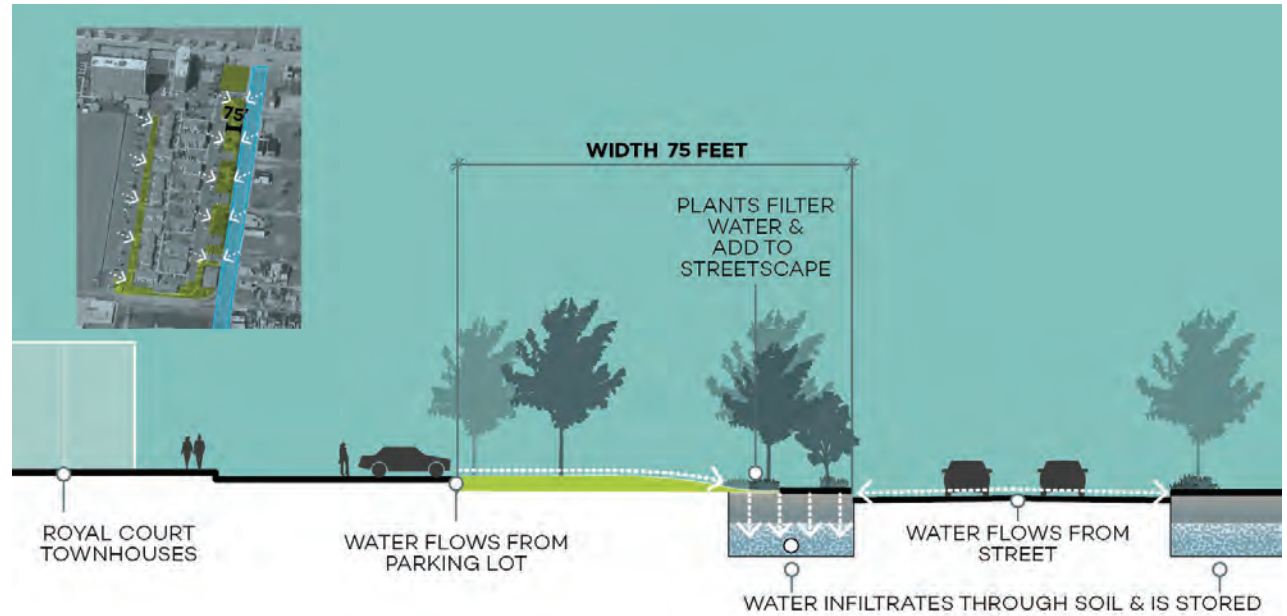 75'
WIDTH 75 FEET
PLANTS FILTER
WATER &
ADD TO
STREETSCAPE
ROYAL COURT
TOWNHOUSES
WATER FLOWS FROM
PARKING LOT
WATER FLOWS FROM
STREET
WATER INFILTRATES THROUGH SOIL & IS STORED